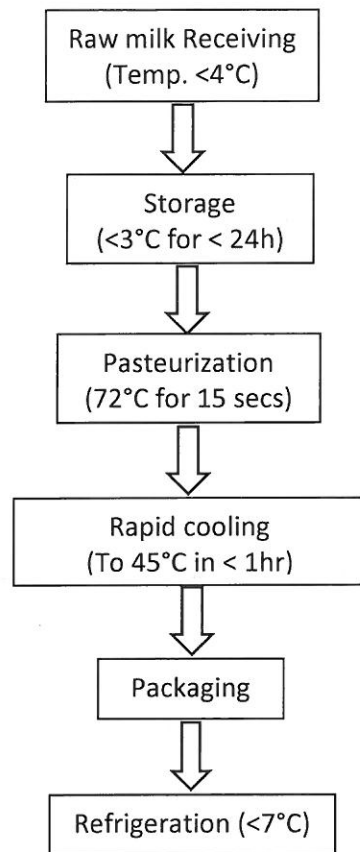 Raw milk Receiving
(Temp. <4°C)
Storage
(<3°C for < 24h)
Pasteurization
(72°C for 15 secs)
Rapid cooling
(To 45°C in < 1hr)
Packaging
Refrigeration (<7°C)